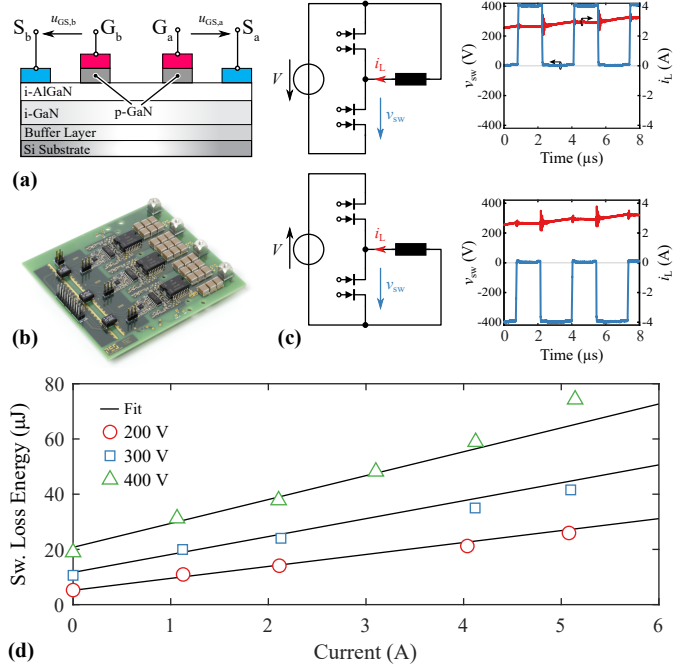 S_b u_GS,b G_b G_a u_GS,a S_a
i-AlGaN
i-GaN p-GaN
Buffer Layer
Si Substrate
(a)
(b)
V
i_L
v_sw
400
200
0
-200
-400
v_sw (V)
4
2
0
-2
-4
i_L (A)
0 2 4 6 8
Time (µs)
V
i_L
v_sw
400
200
0
-200
-400
v_sw (V)
4
2
0
-2
-4
i_L (A)
0 2 4 6 8
Time (µs)
(c)
80
60
40
20
0
Sw. Loss Energy (µJ)
Fit
200 V
300 V
400 V
0 1 2 3 4 5 6
Current (A)
(d)